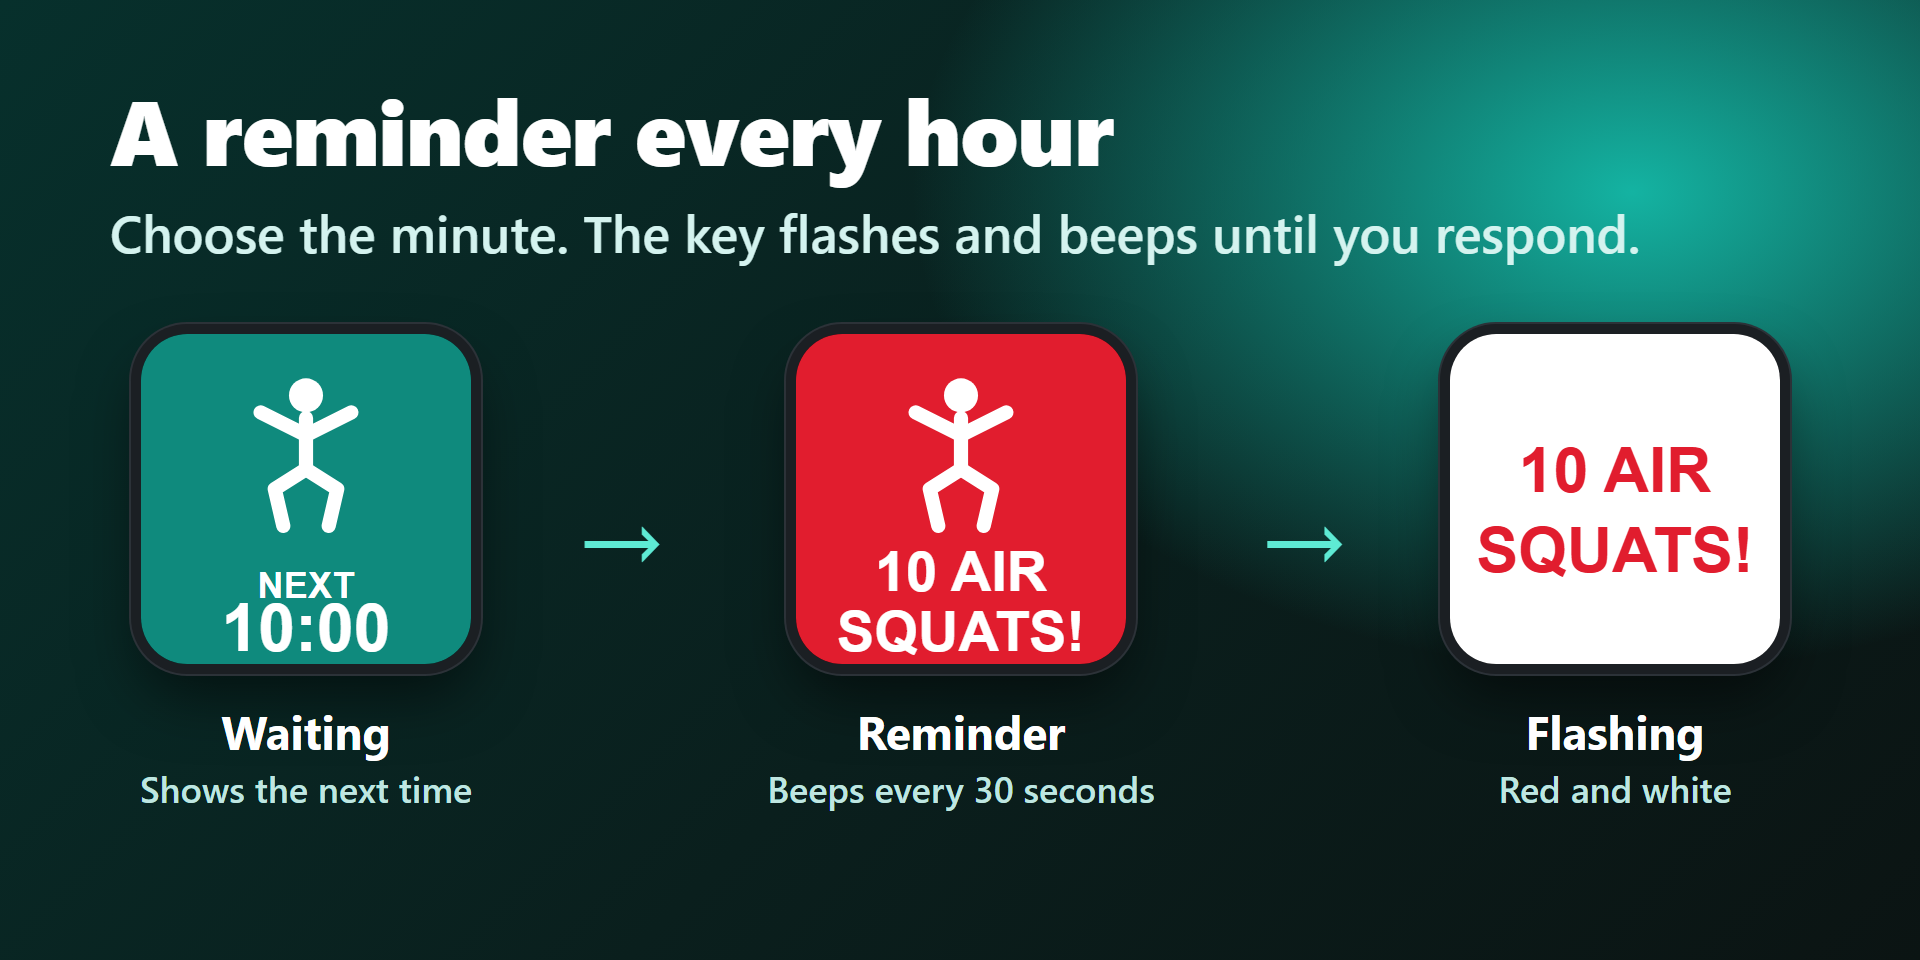 A reminder every hour
Choose the minute. The key flashes and beeps until you respond.
NEXT
10:00
→
10 AIR
SQUATS!
→
10 AIR
SQUATS!
Waiting
Shows the next time
Reminder
Beeps every 30 seconds
Flashing
Red and white